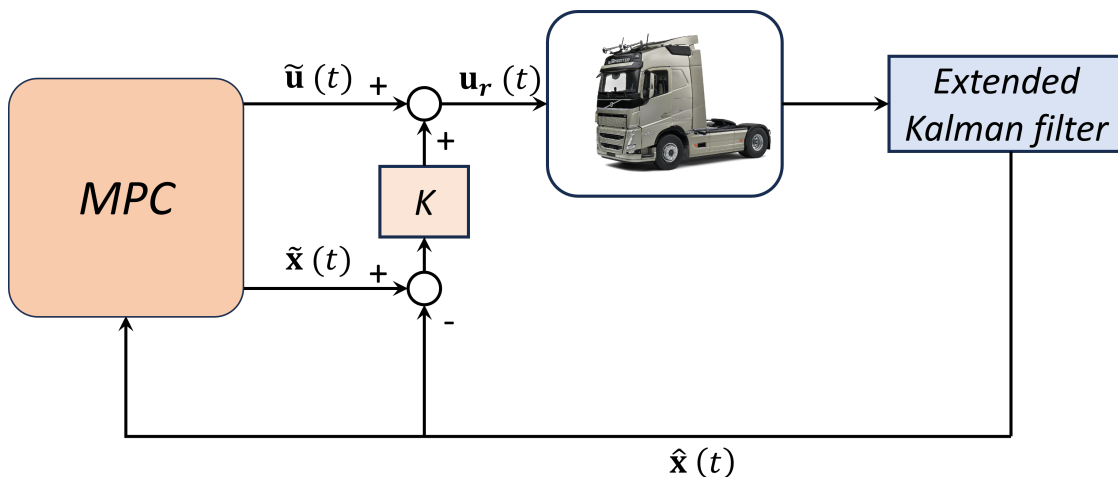 ũ (t)
+
u_r (t)
Extended
Kalman filter
+
MPC
K
x̃ (t)
+
-
x̂ (t)